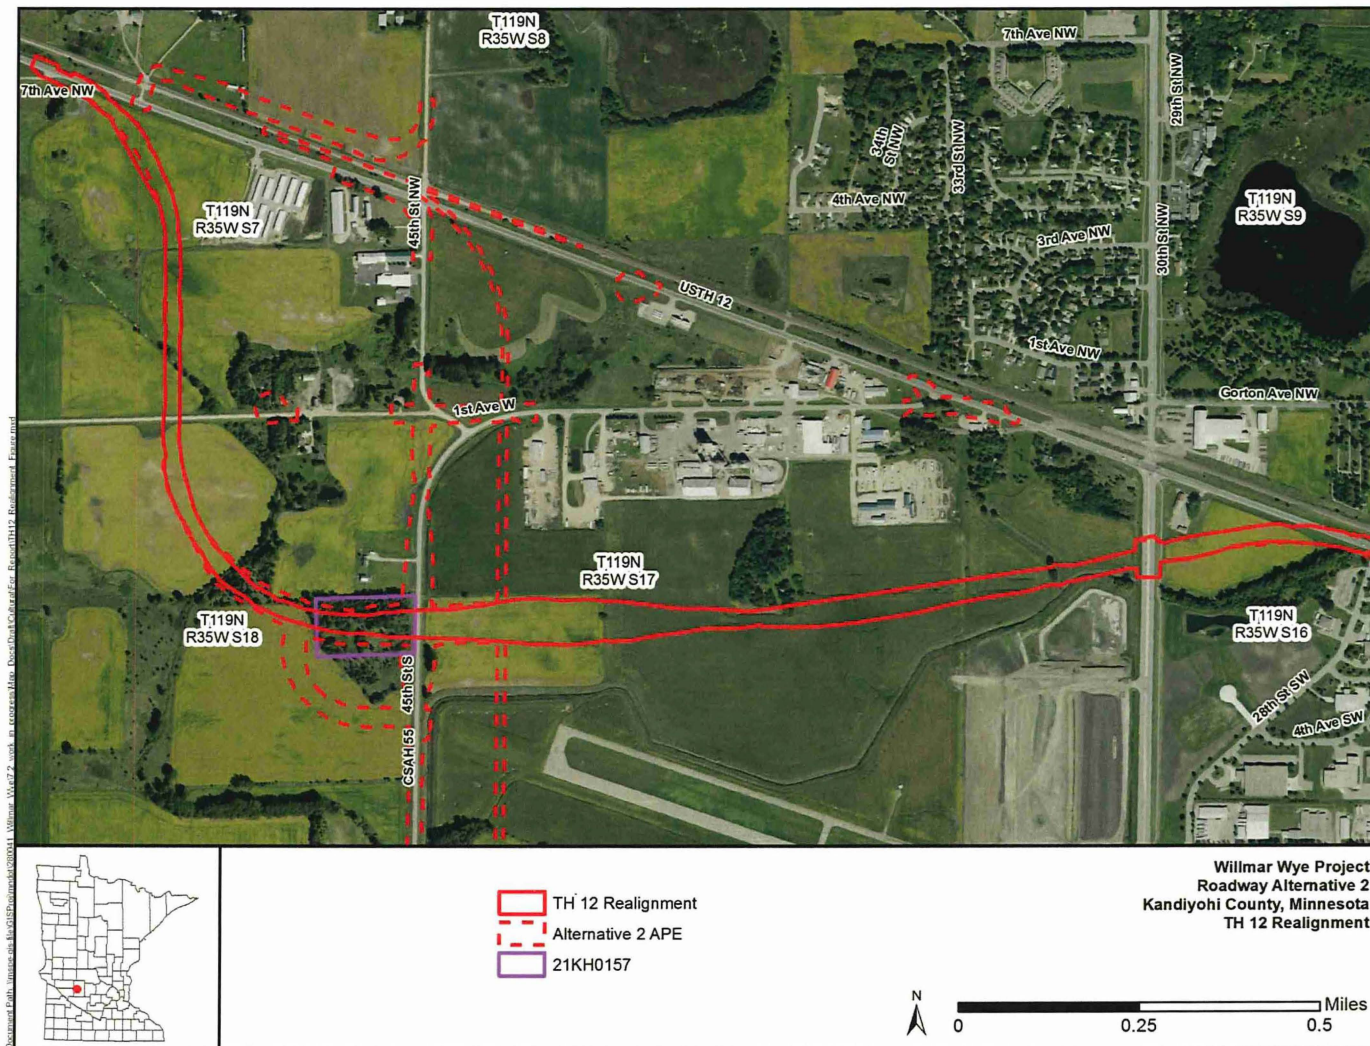 T119N
R35W S8
7th Ave NW
29th St NW
7th Ave NW
34th
St NW
33rd St NW
T119N
R35W S9
T119N
R35W S7
45th St NW
4th Ave NW
3rd Ave NW
30th St NW
USTH 12
1st Ave NW
1st Ave W
Gorton Ave NW
T119N
R35W S17
T119N
R35W S18
T119N
R35W S16
45th St S
CSAH 55
28th St SW
4th Ave SW
TH 12 Realignment
Alternative 2 APE
21KH0157
Willmar Wye Project
Roadway Alternative 2
Kandiyohi County, Minnesota
TH 12 Realignment
N
Miles
0 0.25 0.5